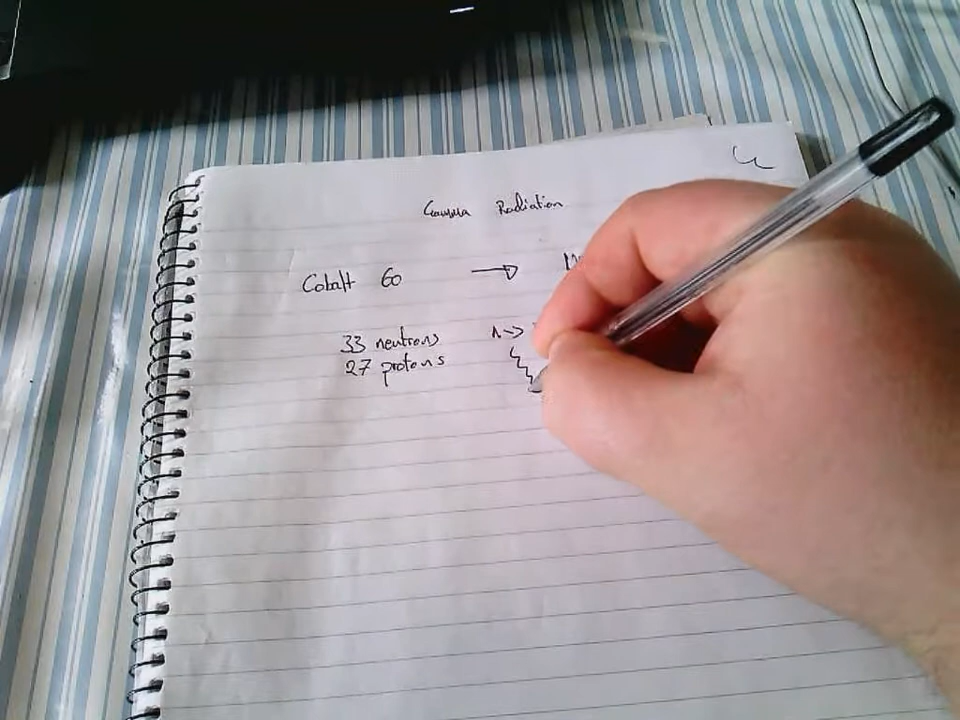 Gamma Radiation
Cobalt 60 →
33 neutrons
27 protons
n →